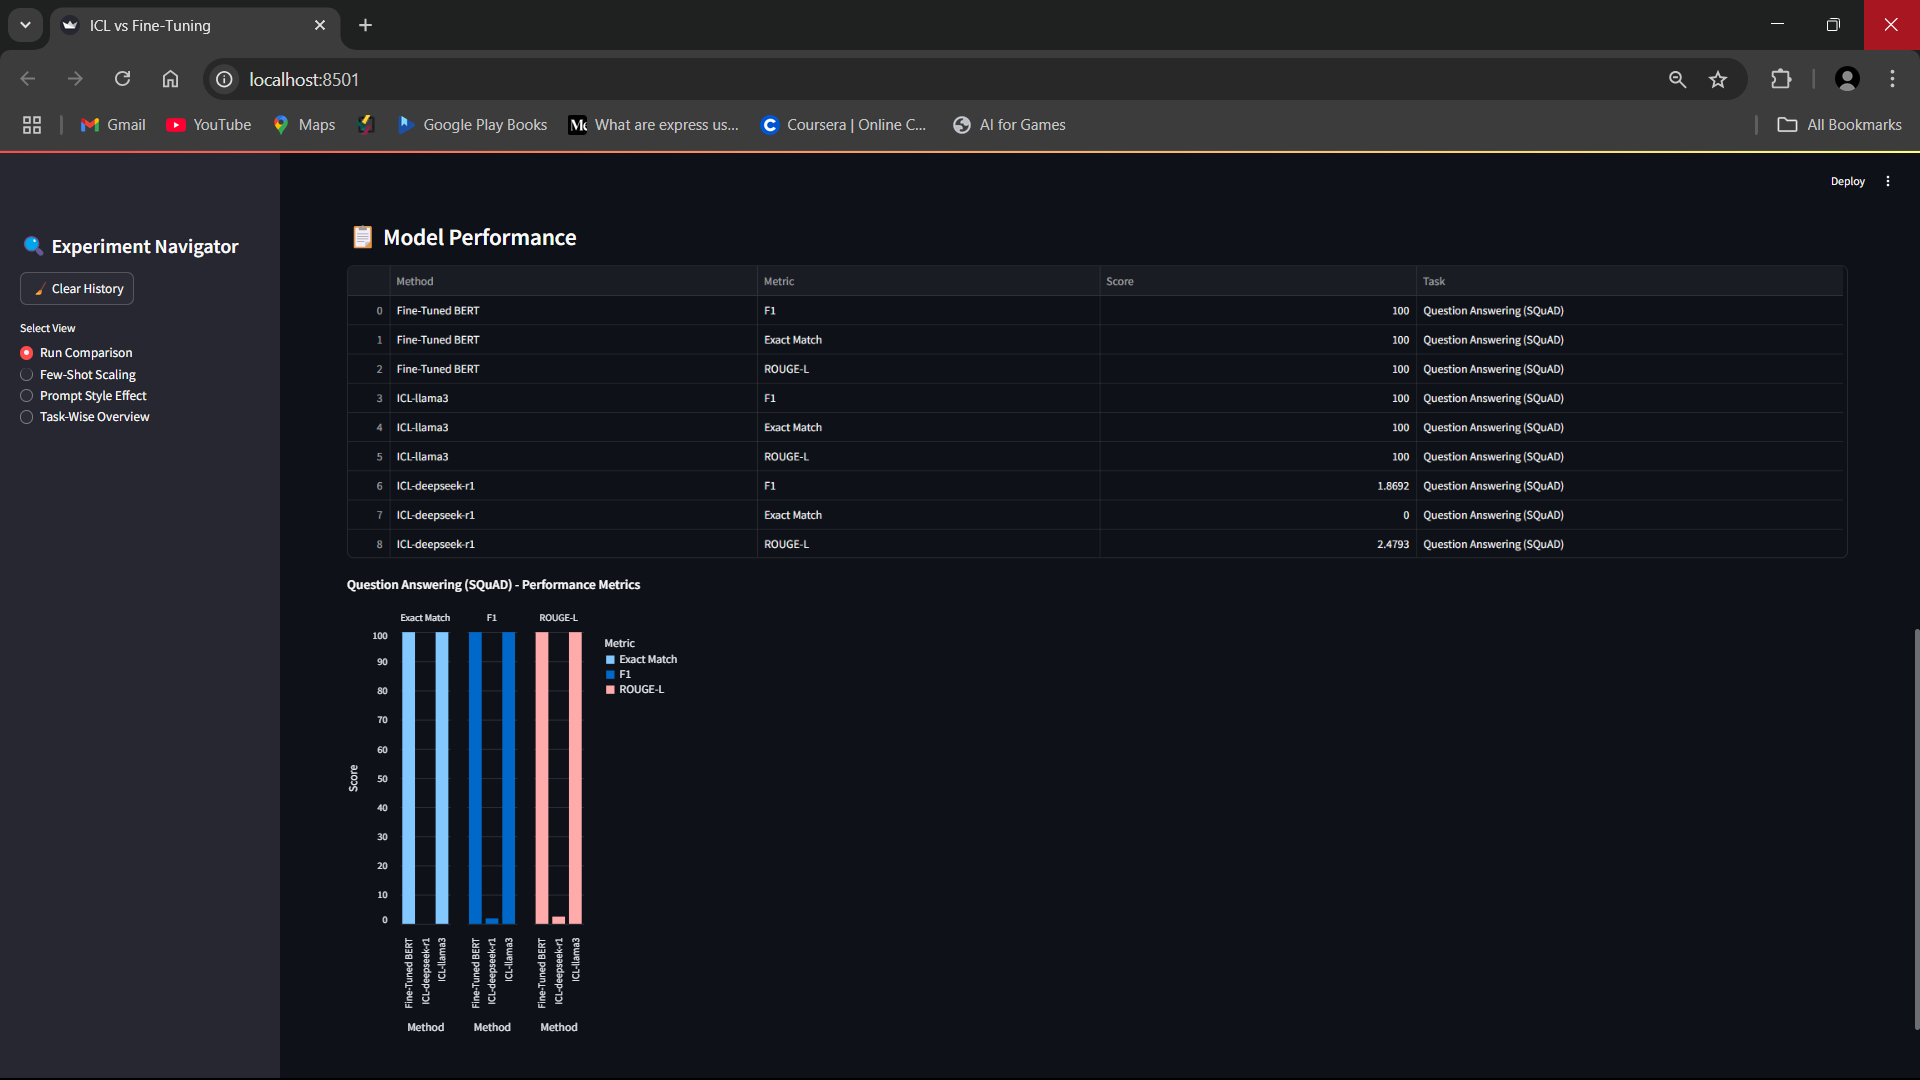 ICL vs Fine-Tuning
localhost:8501
Gmail
YouTube
Maps
Google Play Books
What are express us...
Coursera | Online C...
AI for Games
All Bookmarks
Deploy
Experiment Navigator
Clear History
Select View
Run Comparison
Few-Shot Scaling
Prompt Style Effect
Task-Wise Overview
Model Performance
Method Metric Score Task
0 Fine-Tuned BERT F1 100 Question Answering (SQuAD)
1 Fine-Tuned BERT Exact Match 100 Question Answering (SQuAD)
2 Fine-Tuned BERT ROUGE-L 100 Question Answering (SQuAD)
3 ICL-llama3 F1 100 Question Answering (SQuAD)
4 ICL-llama3 Exact Match 100 Question Answering (SQuAD)
5 ICL-llama3 ROUGE-L 100 Question Answering (SQuAD)
6 ICL-deepseek-r1 F1 1.8692 Question Answering (SQuAD)
7 ICL-deepseek-r1 Exact Match 0 Question Answering (SQuAD)
8 ICL-deepseek-r1 ROUGE-L 2.4793 Question Answering (SQuAD)
Question Answering (SQuAD) - Performance Metrics
Exact Match F1 ROUGE-L
100
90
80
70
60
50
40
30
20
10
0
Score
Metric
Exact Match
F1
ROUGE-L
Fine-Tuned BERT
ICL-deepseek-r1
ICL-llama3
Fine-Tuned BERT
ICL-deepseek-r1
ICL-llama3
Fine-Tuned BERT
ICL-deepseek-r1
ICL-llama3
Method Method Method